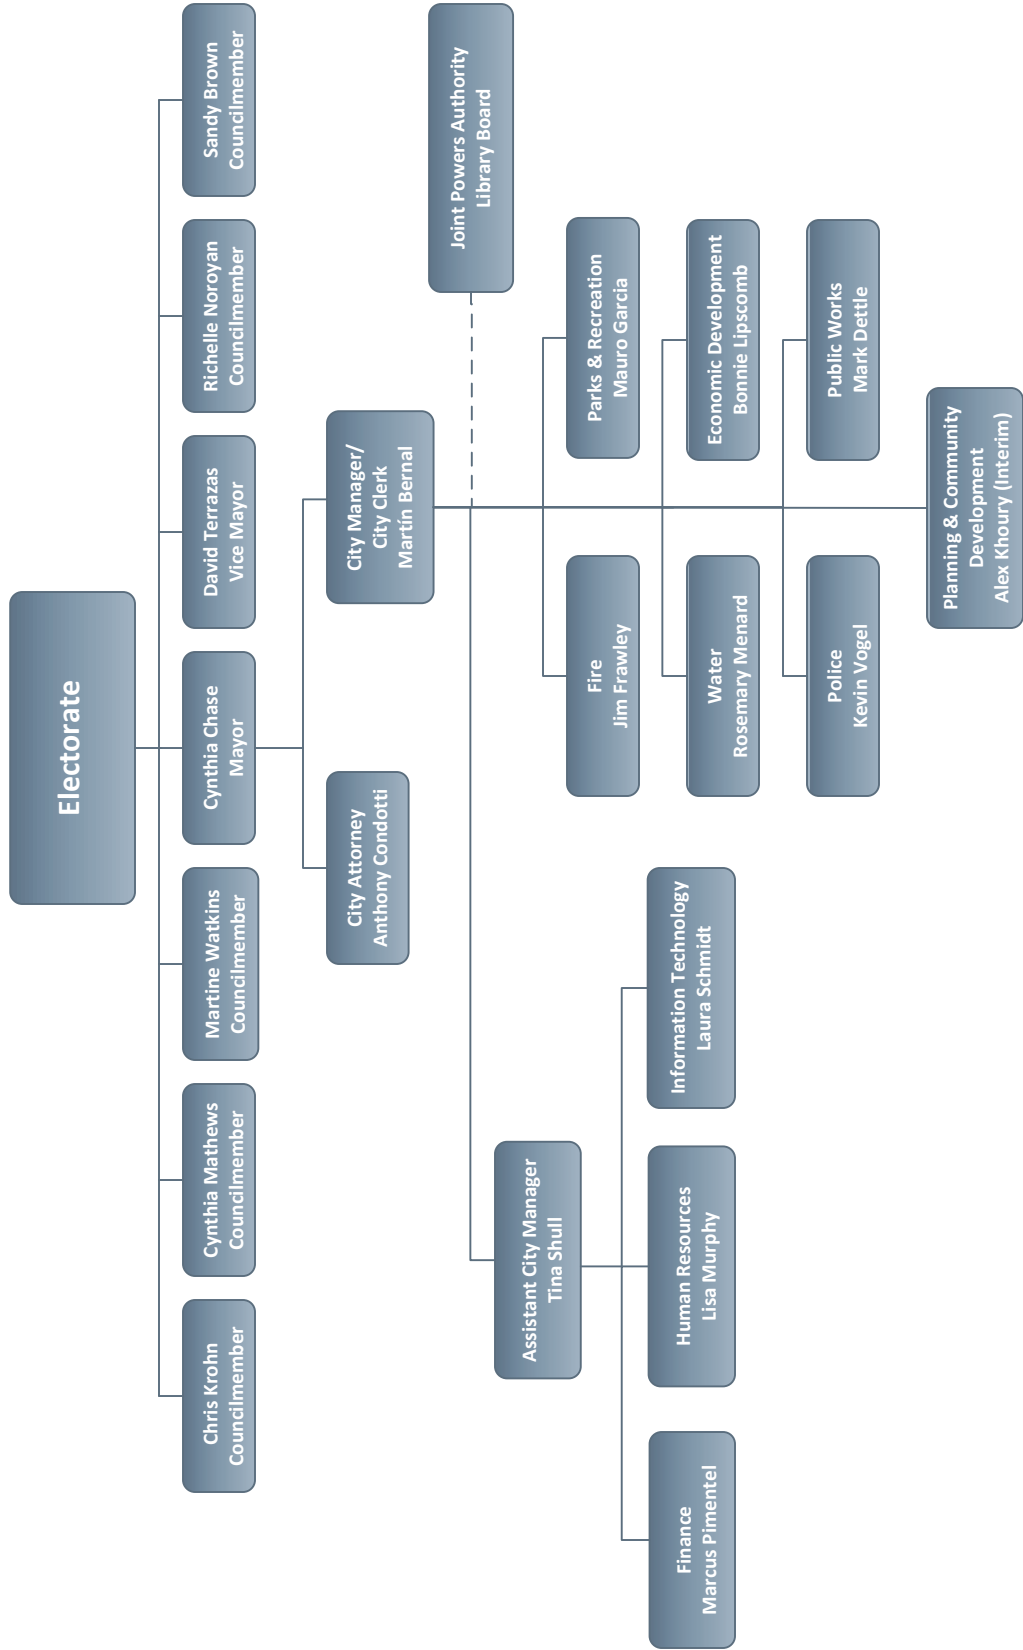 Electorate
Chris Krohn
Councilmember
Cynthia Mathews
Councilmember
Martine Watkins
Councilmember
Cynthia Chase
Mayor
David Terrazas
Vice Mayor
Richelle Noroyan
Councilmember
Sandy Brown
Councilmember
City Attorney
Anthony Condotti
City Manager/
City Clerk
Martín Bernal
Joint Powers Authority
Library Board
Assistant City Manager
Tina Shull
Finance
Marcus Pimentel
Human Resources
Lisa Murphy
Information Technology
Laura Schmidt
Fire
Jim Frawley
Parks & Recreation
Mauro Garcia
Water
Rosemary Menard
Economic Development
Bonnie Lipscomb
Police
Kevin Vogel
Public Works
Mark Dettle
Planning & Community
Development
Alex Khoury (Interim)